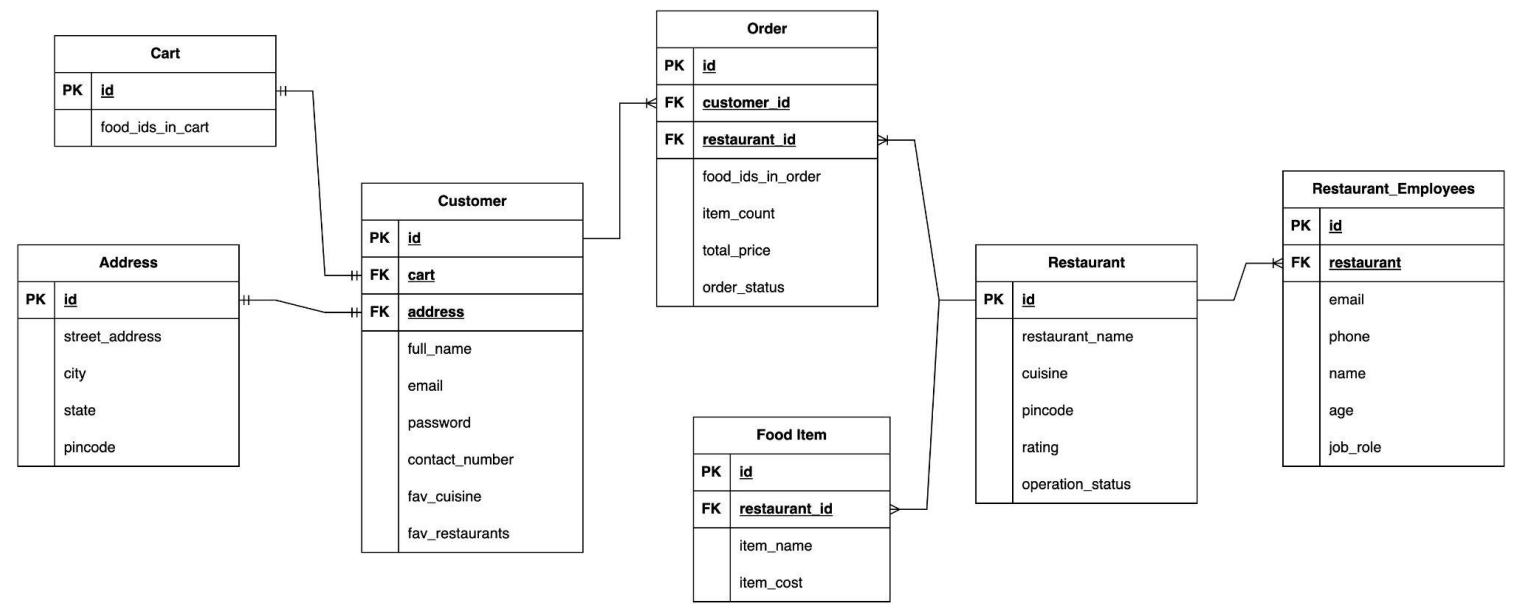 Cart
PK id
food_ids_in_cart
Address
PK id
street_address
city
state
pincode
Customer
PK id
FK cart
FK address
full_name
email
password
contact_number
fav_cuisine
fav_restaurants
Order
PK id
FK customer_id
FK restaurant_id
food_ids_in_order
item_count
total_price
order_status
Food Item
PK id
FK restaurant_id
item_name
item_cost
Restaurant
PK id
restaurant_name
cuisine
pincode
rating
operation_status
Restaurant_Employees
PK id
FK restaurant
email
phone
name
age
job_role